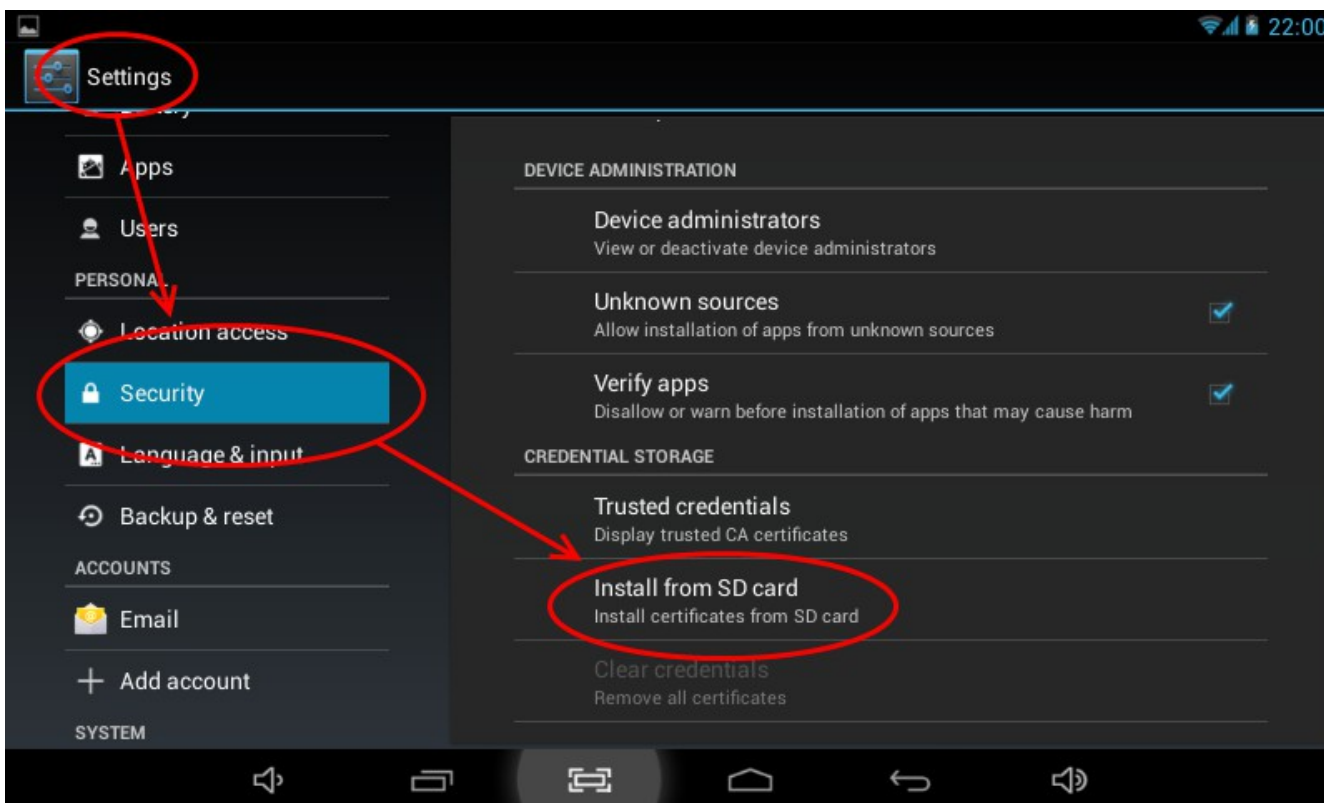 22:00
Settings
Battery
Apps
Users
PERSONAL
Location access
Security
Language & input
Backup & reset
ACCOUNTS
Email
Add account
SYSTEM
DEVICE ADMINISTRATION
Device administrators
View or deactivate device administrators
Unknown sources
Allow installation of apps from unknown sources
Verify apps
Disallow or warn before installation of apps that may cause harm
CREDENTIAL STORAGE
Trusted credentials
Display trusted CA certificates
Install from SD card
Install certificates from SD card
Clear credentials
Remove all certificates